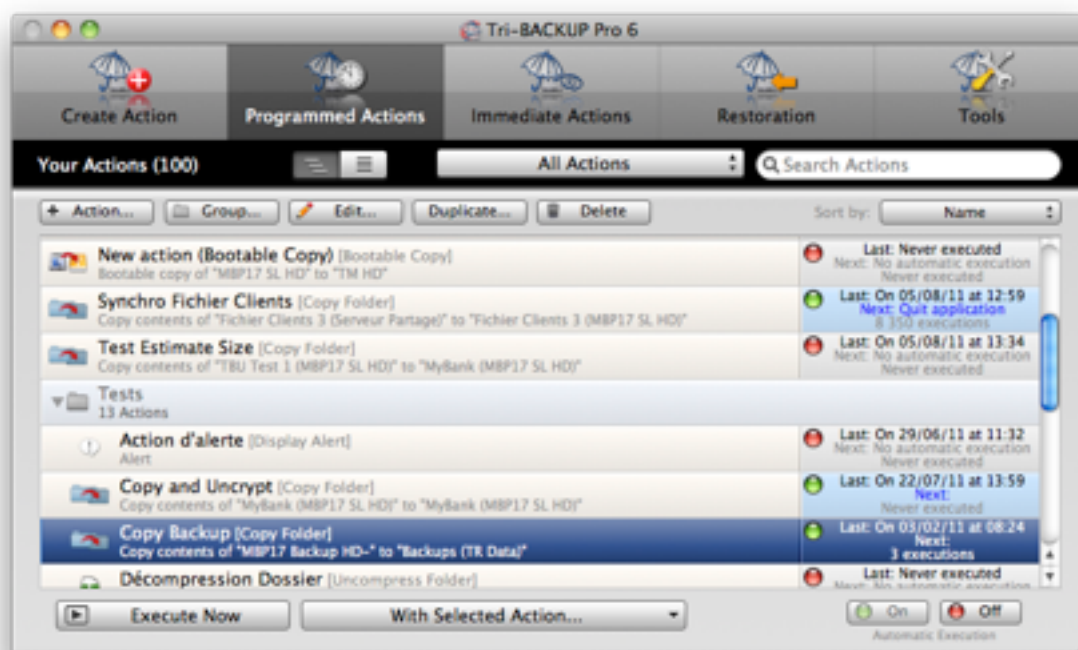 Tri-BACKUP Pro 6
Create Action
Programmed Actions
Immediate Actions
Restoration
Tools
Your Actions (100)
All Actions
Search Actions
+ Action...
Group...
Edit...
Duplicate...
Delete
Sort by:
Name
New action (Bootable Copy) [Bootable Copy]
Bootable copy of "MBP17 SL HD" to "TM HD"
Last: Never executed
Next: No automatic execution
Never executed
Synchro Fichier Clients [Copy Folder]
Copy contents of "Fichier Clients 3 (Serveur Partage)" to "Fichier Clients 3 (MBP17 SL HD)"
Last: On 05/08/11 at 12:59
Next: Quit application
8 350 executions
Test Estimate Size [Copy Folder]
Copy contents of "TBU Test 1 (MBP17 SL HD)" to "MyBank (MBP17 SL HD)"
Last: On 05/08/11 at 13:34
Next: No automatic execution
Never executed
Tests
13 Actions
Action d'alerte [Display Alert]
Alert
Last: On 29/06/11 at 11:32
Next: No automatic execution
Never executed
Copy and Uncrypt [Copy Folder]
Copy contents of "MyBank (MBP17 SL HD)" to "MyBank (MBP17 SL HD)"
Last: On 22/07/11 at 13:59
Next:
Never executed
Copy Backup [Copy Folder]
Copy contents of "MBP17 Backup HD~" to "Backups (TR Data)"
Last: On 03/02/11 at 08:24
Next:
3 executions
Décompression Dossier [Uncompress Folder]
Last: Never executed
Next: No automatic execution
Execute Now
With Selected Action...
On
Off
Automatic Execution